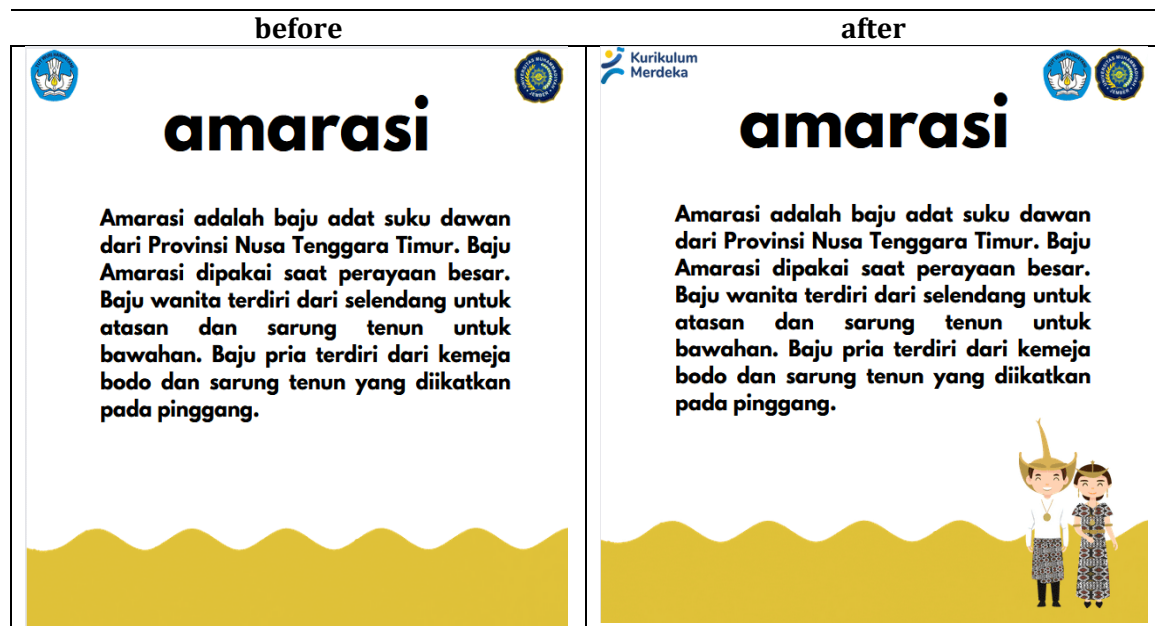 before
after
amarasi
Amarasi adalah baju adat suku dawan
dari Provinsi Nusa Tenggara Timur. Baju
Amarasi dipakai saat perayaan besar.
Baju wanita terdiri dari selendang untuk
atasan dan sarung tenun untuk
bawahan. Baju pria terdiri dari kemeja
bodo dan sarung tenun yang diikatkan
pada pinggang.
Kurikulum
Merdeka
amarasi
Amarasi adalah baju adat suku dawan
dari Provinsi Nusa Tenggara Timur. Baju
Amarasi dipakai saat perayaan besar.
Baju wanita terdiri dari selendang untuk
atasan dan sarung tenun untuk
bawahan. Baju pria terdiri dari kemeja
bodo dan sarung tenun yang diikatkan
pada pinggang.